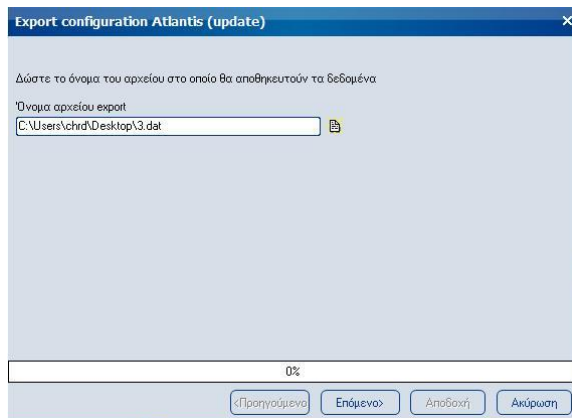 Export configuration Atlantis (update)
Δώστε το όνομα του αρχείου στο οποίο θα αποθηκευτούν τα δεδομένα
Όνομα αρχείου export
C:\Users\chrd\Desktop\3.dat
0%
<Προηγούμενο
Επόμενο>
Αποδοχή
Ακύρωση